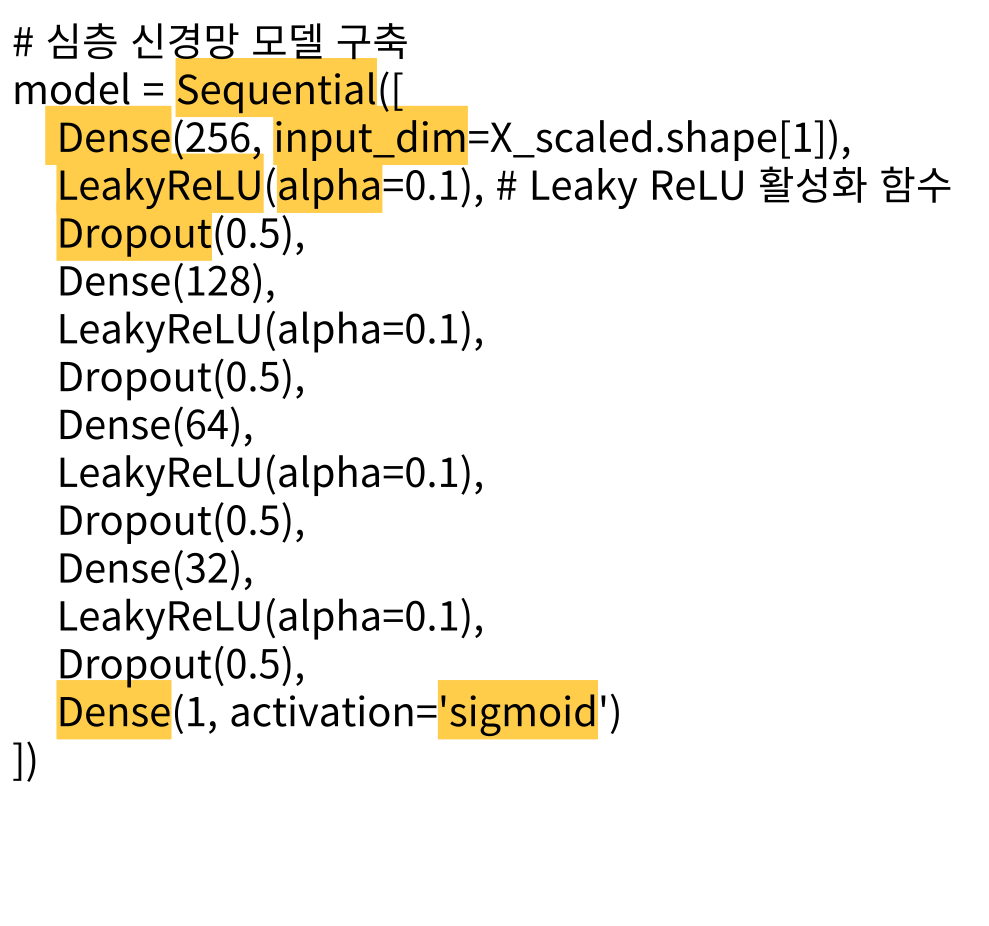 # 심층 신경망 모델 구축
model = Sequential([
    Dense(256, input_dim=X_scaled.shape[1]),
    LeakyReLU(alpha=0.1), # Leaky ReLU 활성화 함수
    Dropout(0.5),
    Dense(128),
    LeakyReLU(alpha=0.1),
    Dropout(0.5),
    Dense(64),
    LeakyReLU(alpha=0.1),
    Dropout(0.5),
    Dense(32),
    LeakyReLU(alpha=0.1),
    Dropout(0.5),
    Dense(1, activation='sigmoid')
])